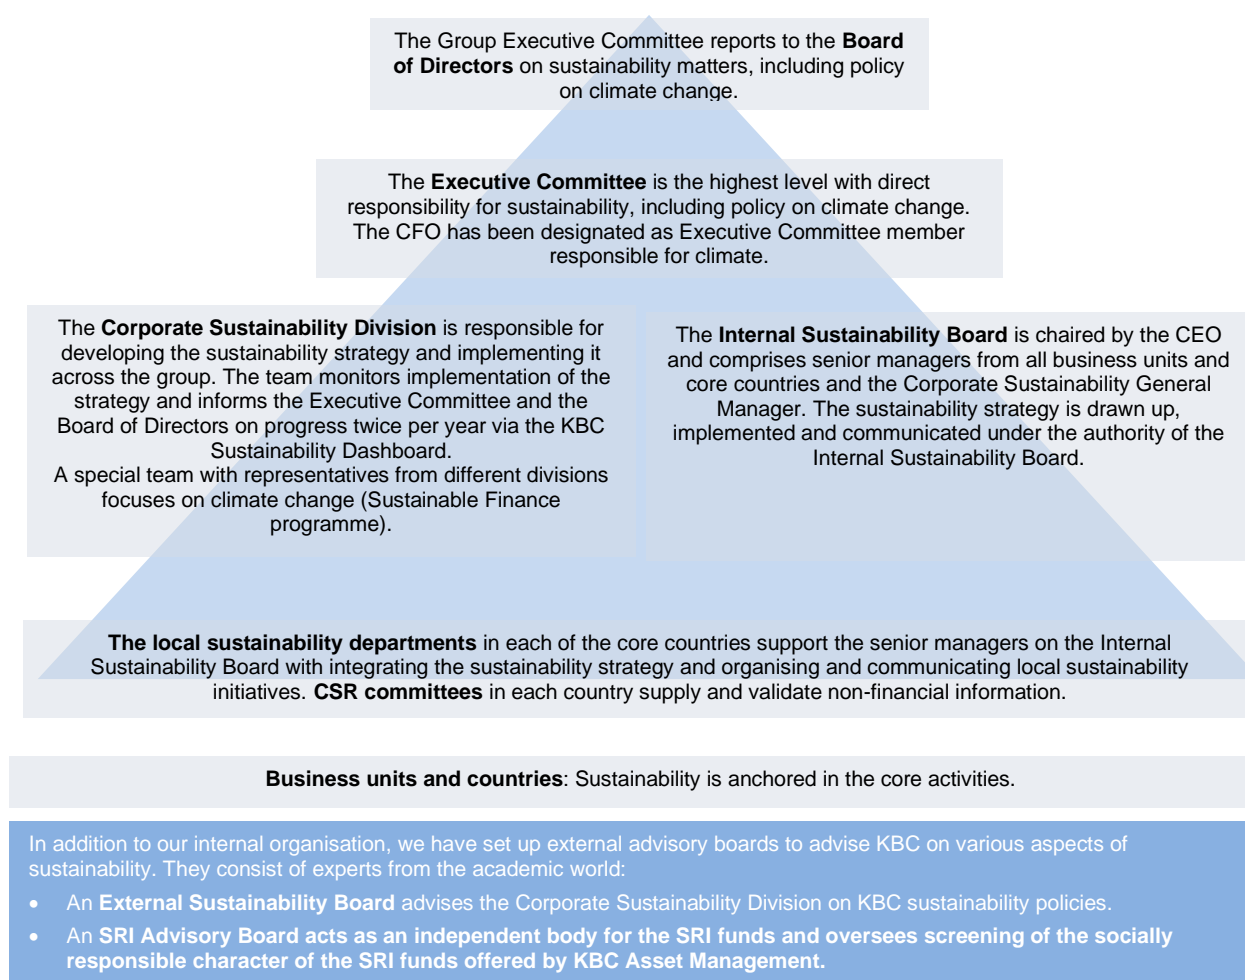 The Group Executive Committee reports to the Board
of Directors on sustainability matters, including policy
on climate change.
The Executive Committee is the highest level with direct
responsibility for sustainability, including policy on climate change.
The CFO has been designated as Executive Committee member
responsible for climate.
The Corporate Sustainability Division is responsible for
developing the sustainability strategy and implementing it
across the group. The team monitors implementation of the
strategy and informs the Executive Committee and the
Board of Directors on progress twice per year via the KBC
Sustainability Dashboard.
A special team with representatives from different divisions
focuses on climate change (Sustainable Finance
programme).
The Internal Sustainability Board is chaired by the CEO
and comprises senior managers from all business units and
core countries and the Corporate Sustainability General
Manager. The sustainability strategy is drawn up,
implemented and communicated under the authority of the
Internal Sustainability Board.
The local sustainability departments in each of the core countries support the senior managers on the Internal
Sustainability Board with integrating the sustainability strategy and organising and communicating local sustainability
initiatives. CSR committees in each country supply and validate non-financial information.
Business units and countries: Sustainability is anchored in the core activities.
In addition to our internal organisation, we have set up external advisory boards to advise KBC on various aspects of
sustainability. They consist of experts from the academic world:
• An External Sustainability Board advises the Corporate Sustainability Division on KBC sustainability policies.
• An SRI Advisory Board acts as an independent body for the SRI funds and oversees screening of the socially
responsible character of the SRI funds offered by KBC Asset Management.